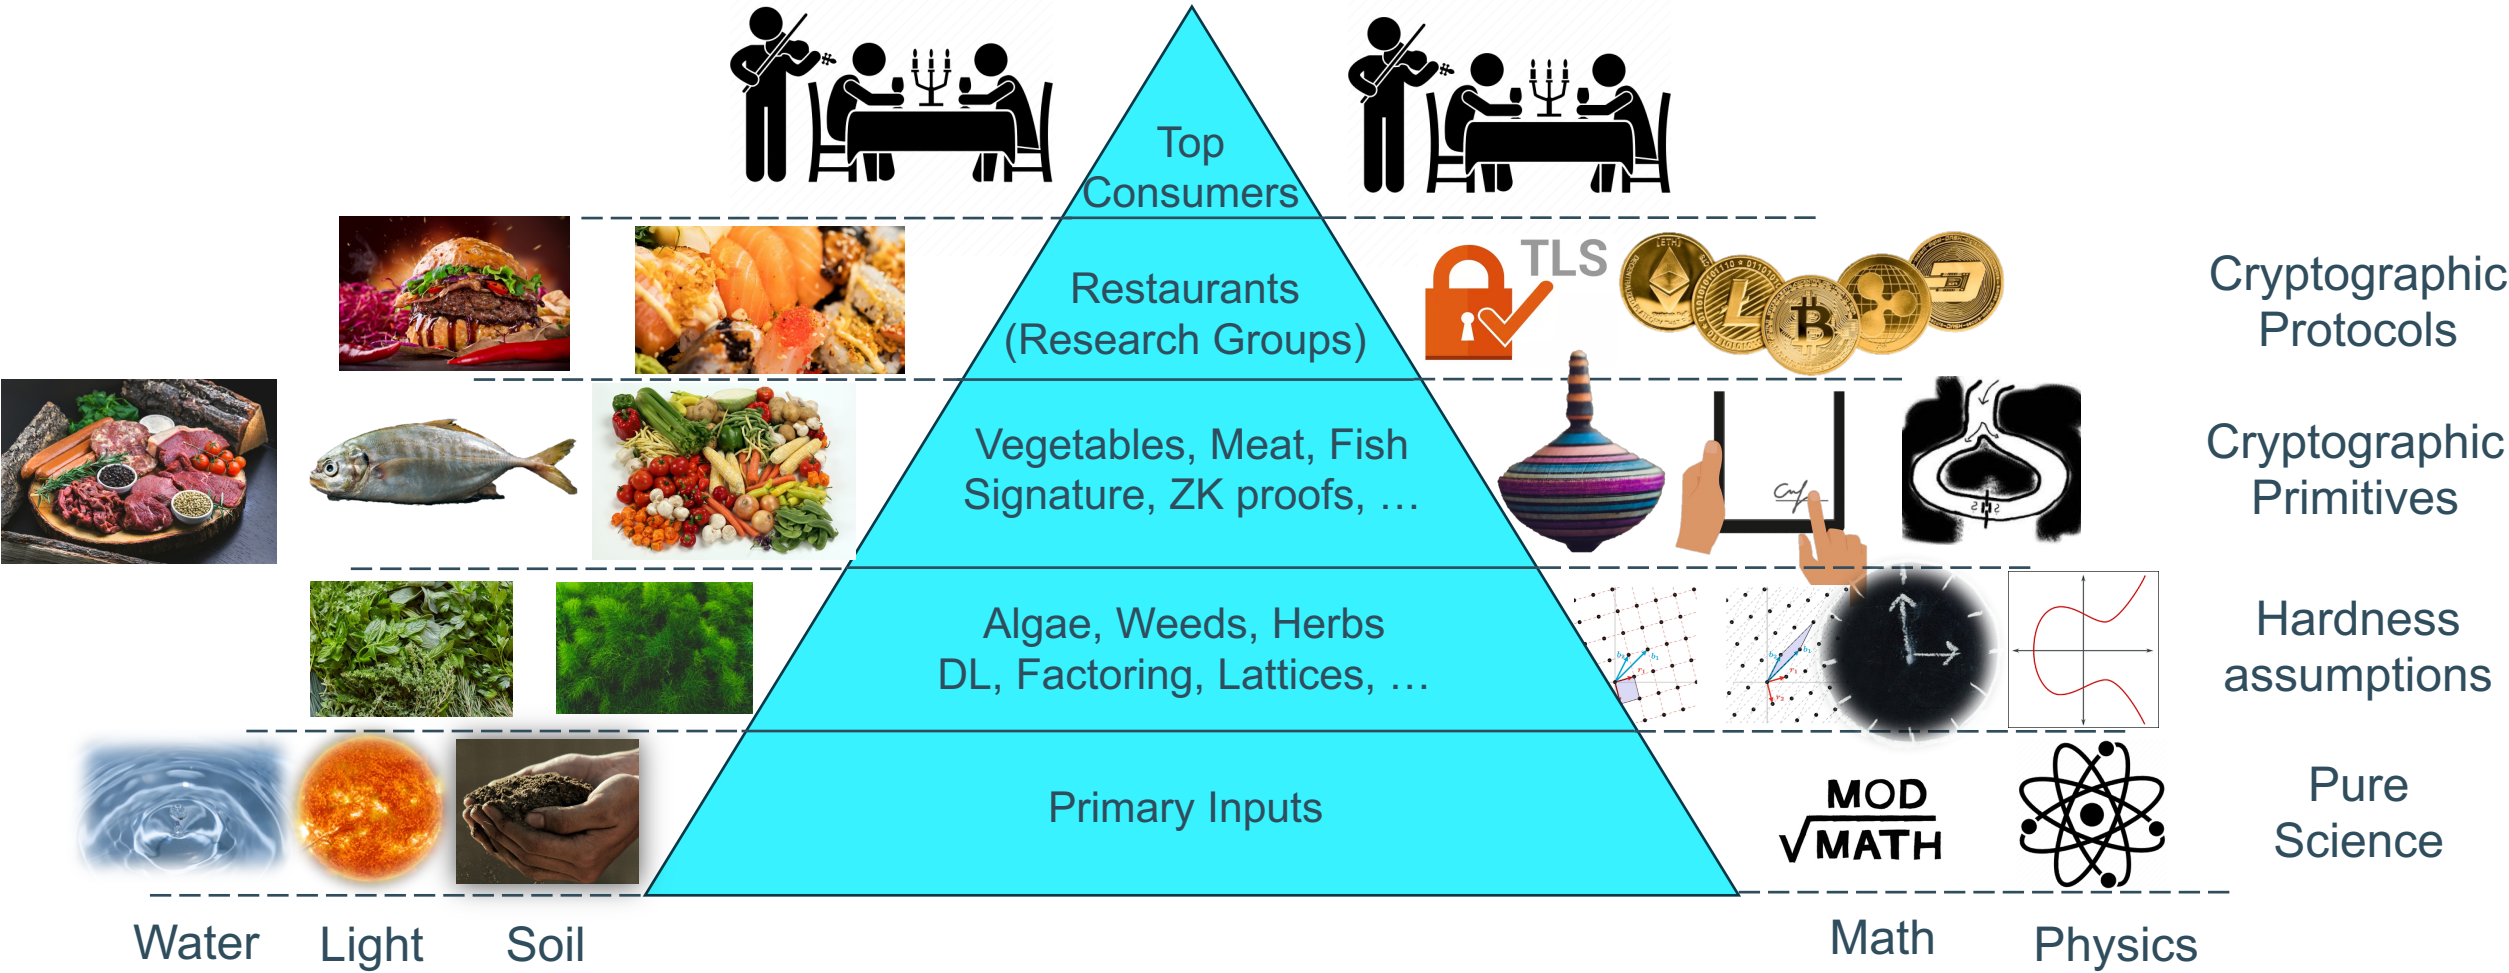 Top
Consumers
TLS
Restaurants
(Research Groups)
Cryptographic
Protocols
Vegetables, Meat, Fish
Signature, ZK proofs, …
Cryptographic
Primitives
Algae, Weeds, Herbs
DL, Factoring, Lattices, …
Hardness
assumptions
Primary Inputs
MOD
√MATH
Pure
Science
Water
Light
Soil
Math
Physics